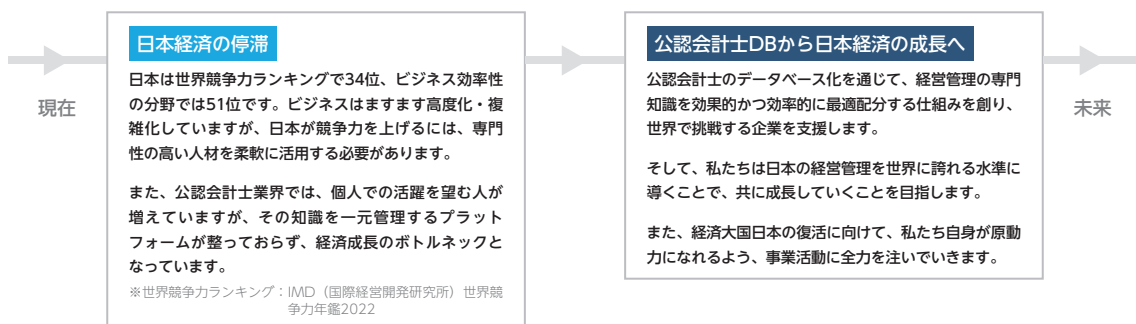 現在
日本経済の停滞
日本は世界競争力ランキングで34位、ビジネス効率性
の分野では51位です。ビジネスはますます高度化・複
雑化していますが、日本が競争力を上げるには、専門
性の高い人材を柔軟に活用する必要があります。
また、公認会計士業界では、個人での活躍を望む人が
増えていますが、その知識を一元管理するプラット
フォームが整っておらず、経済成長のボトルネックと
なっています。
※世界競争力ランキング：IMD（国際経営開発研究所）世界競
争力年鑑2022
公認会計士DBから日本経済の成長へ
公認会計士のデータベース化を通じて、経営管理の専門
知識を効果的かつ効率的に最適配分する仕組みを創り、
世界で挑戦する企業を支援します。
そして、私たちは日本の経営管理を世界に誇れる水準に
導くことで、共に成長していくことを目指します。
また、経済大国日本の復活に向けて、私たち自身が原動
力になれるよう、事業活動に全力を注いでいきます。
未来